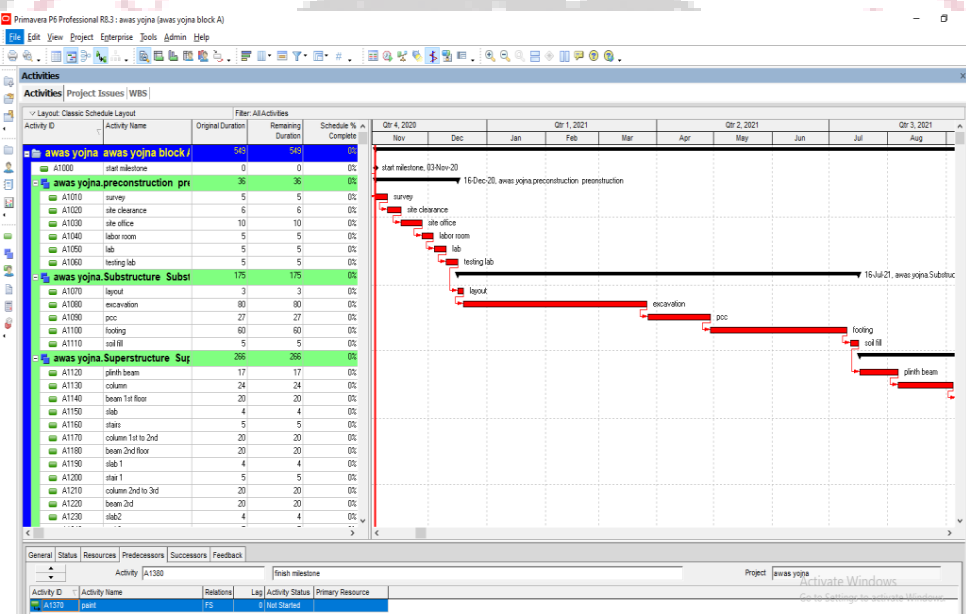 Primavera P6 Professional R8.3 : awas yojna (awas yojna block A)
File Edit View Project Enterprise Tools Admin Help
Activities
Activities Project Issues WBS
Layout: Classic Schedule Layout Filter: All Activities
Activity ID Activity Name Original Duration Remaining Duration Schedule % Complete Qtr 4, 2020 Qtr 1, 2021 Qtr 2, 2021 Qtr 3, 2021
Nov Dec Jan Feb Mar Apr May Jun Jul Aug
awas yojna awas yojna block A 549 549 0%
A1000 start milestone 0 0 0% start milestone, 03-Nov-20
awas yojna.preconstruction pre 36 36 0% 16-Dec-20, awas yojna.preconstruction preonstruction
A1010 survey 5 5 0% survey
A1020 site clearance 6 6 0% site clearance
A1030 site office 10 10 0% site office
A1040 labor room 5 5 0% labor room
A1050 lab 5 5 0% lab
A1060 testing lab 5 5 0% testing lab
awas yojna.Substructure Subst 175 175 0% 16-Jul-21, awas yojna.Substruc
A1070 layout 3 3 0% layout
A1080 excavation 80 80 0% excavation
A1090 pcc 27 27 0% pcc
A1100 footing 60 60 0% footing
A1110 soil fill 5 5 0% soil fill
awas yojna.Superstructure Sup 266 266 0%
A1120 plinth beam 17 17 0% plinth beam
A1130 column 24 24 0%
A1140 beam 1st floor 20 20 0%
A1150 slab 4 4 0%
A1160 stairs 5 5 0%
A1170 column 1st to 2nd 20 20 0%
A1180 beam 2nd floor 20 20 0%
A1190 slab 1 4 4 0%
A1200 stair 1 5 5 0%
A1210 column 2nd to 3rd 20 20 0%
A1220 beam 2rd 20 20 0%
A1230 slab2 4 4 0%
General Status Resources Predecessors Successors Feedback
Activity A1380 finish milestone Project awas yojna
Activate Windows
Activity ID Activity Name Relations Lag Activity Status Primary Resource
Go to Settings to activate Windows.
A1370 paint FS 0 Not Started